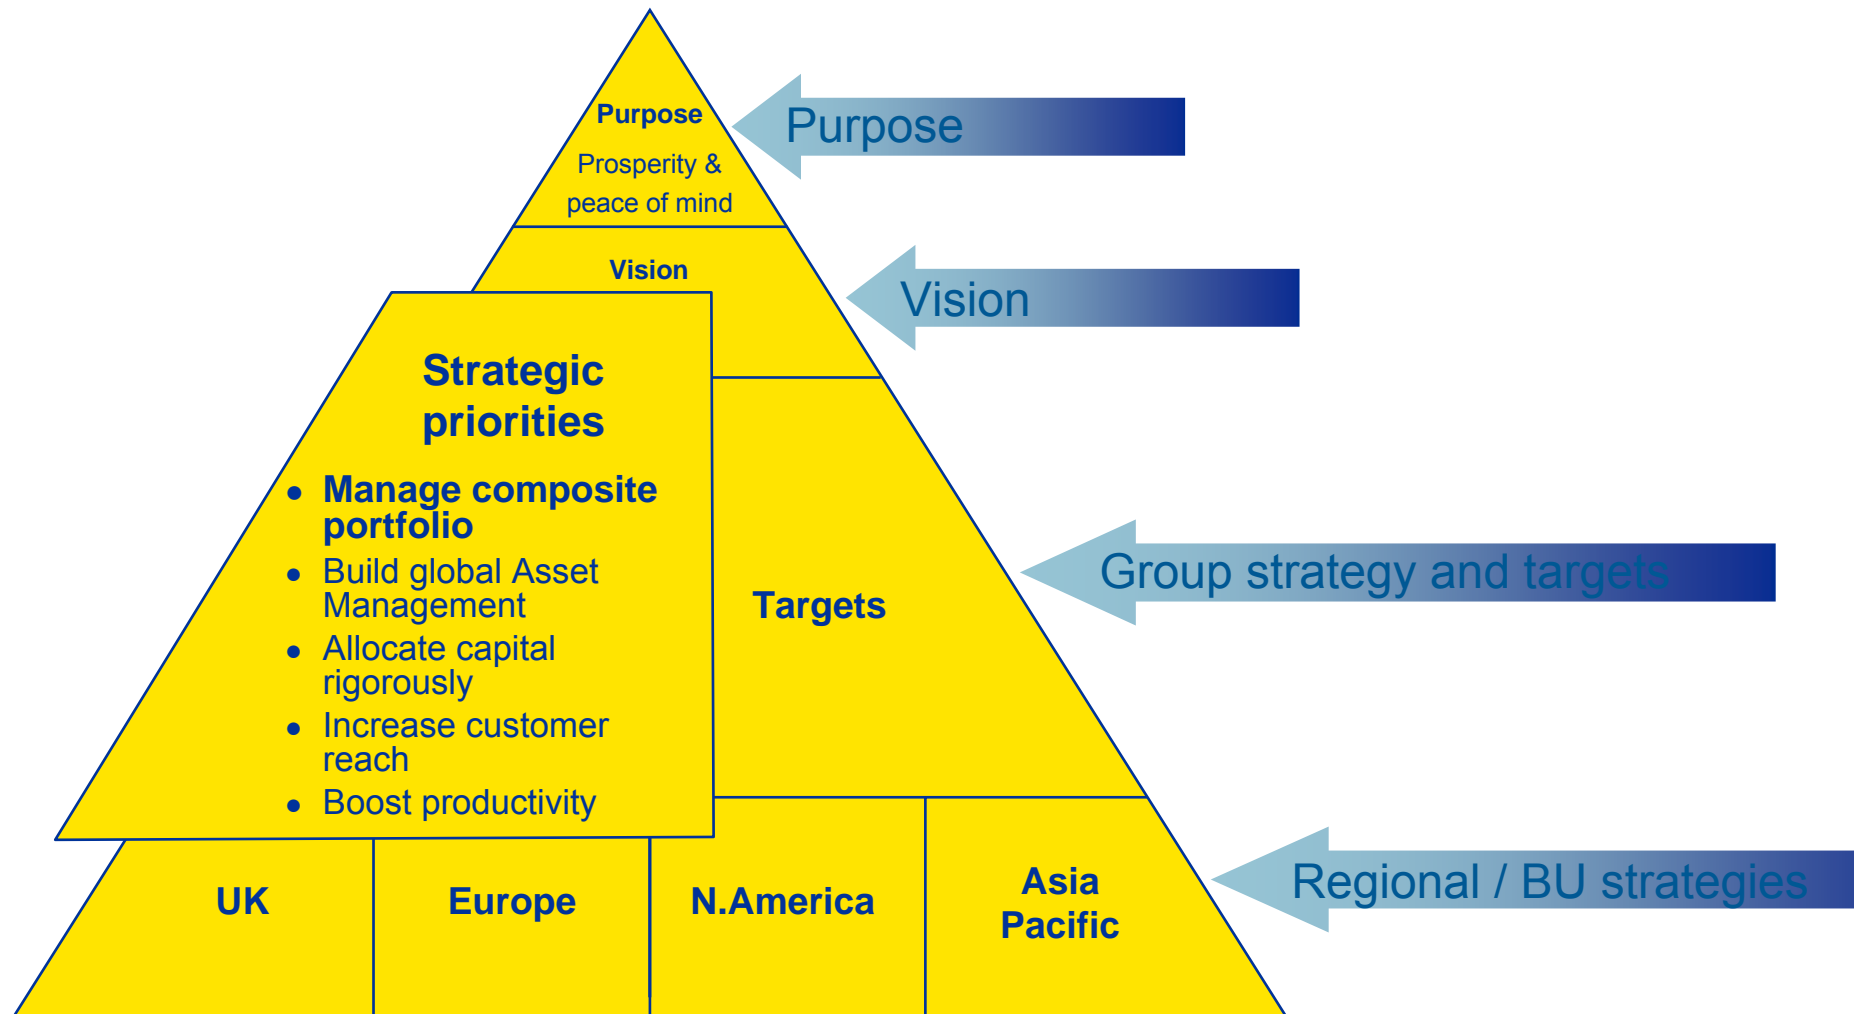 Purpose
Prosperity &
peace of mind
Purpose
Vision
Vision
Strategic
priorities
● Manage composite
portfolio
● Build global Asset
Management
● Allocate capital
rigorously
● Increase customer
reach
● Boost productivity
Targets
Group strategy and targets
UK
Europe
N.America
Asia
Pacific
Regional / BU strategies